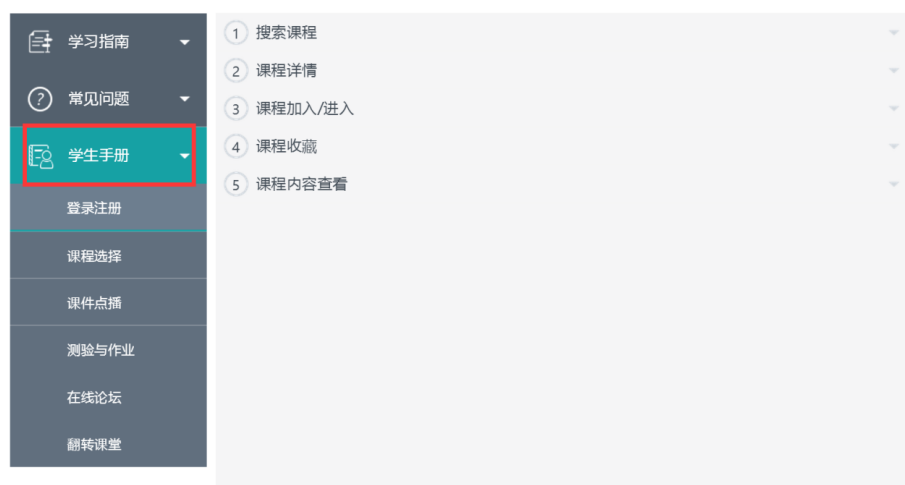 学习指南
? 常见问题
学生手册
登录注册
课程选择
课件点播
测验与作业
在线论坛
翻转课堂
1 搜索课程
2 课程详情
3 课程加入/进入
4 课程收藏
5 课程内容查看